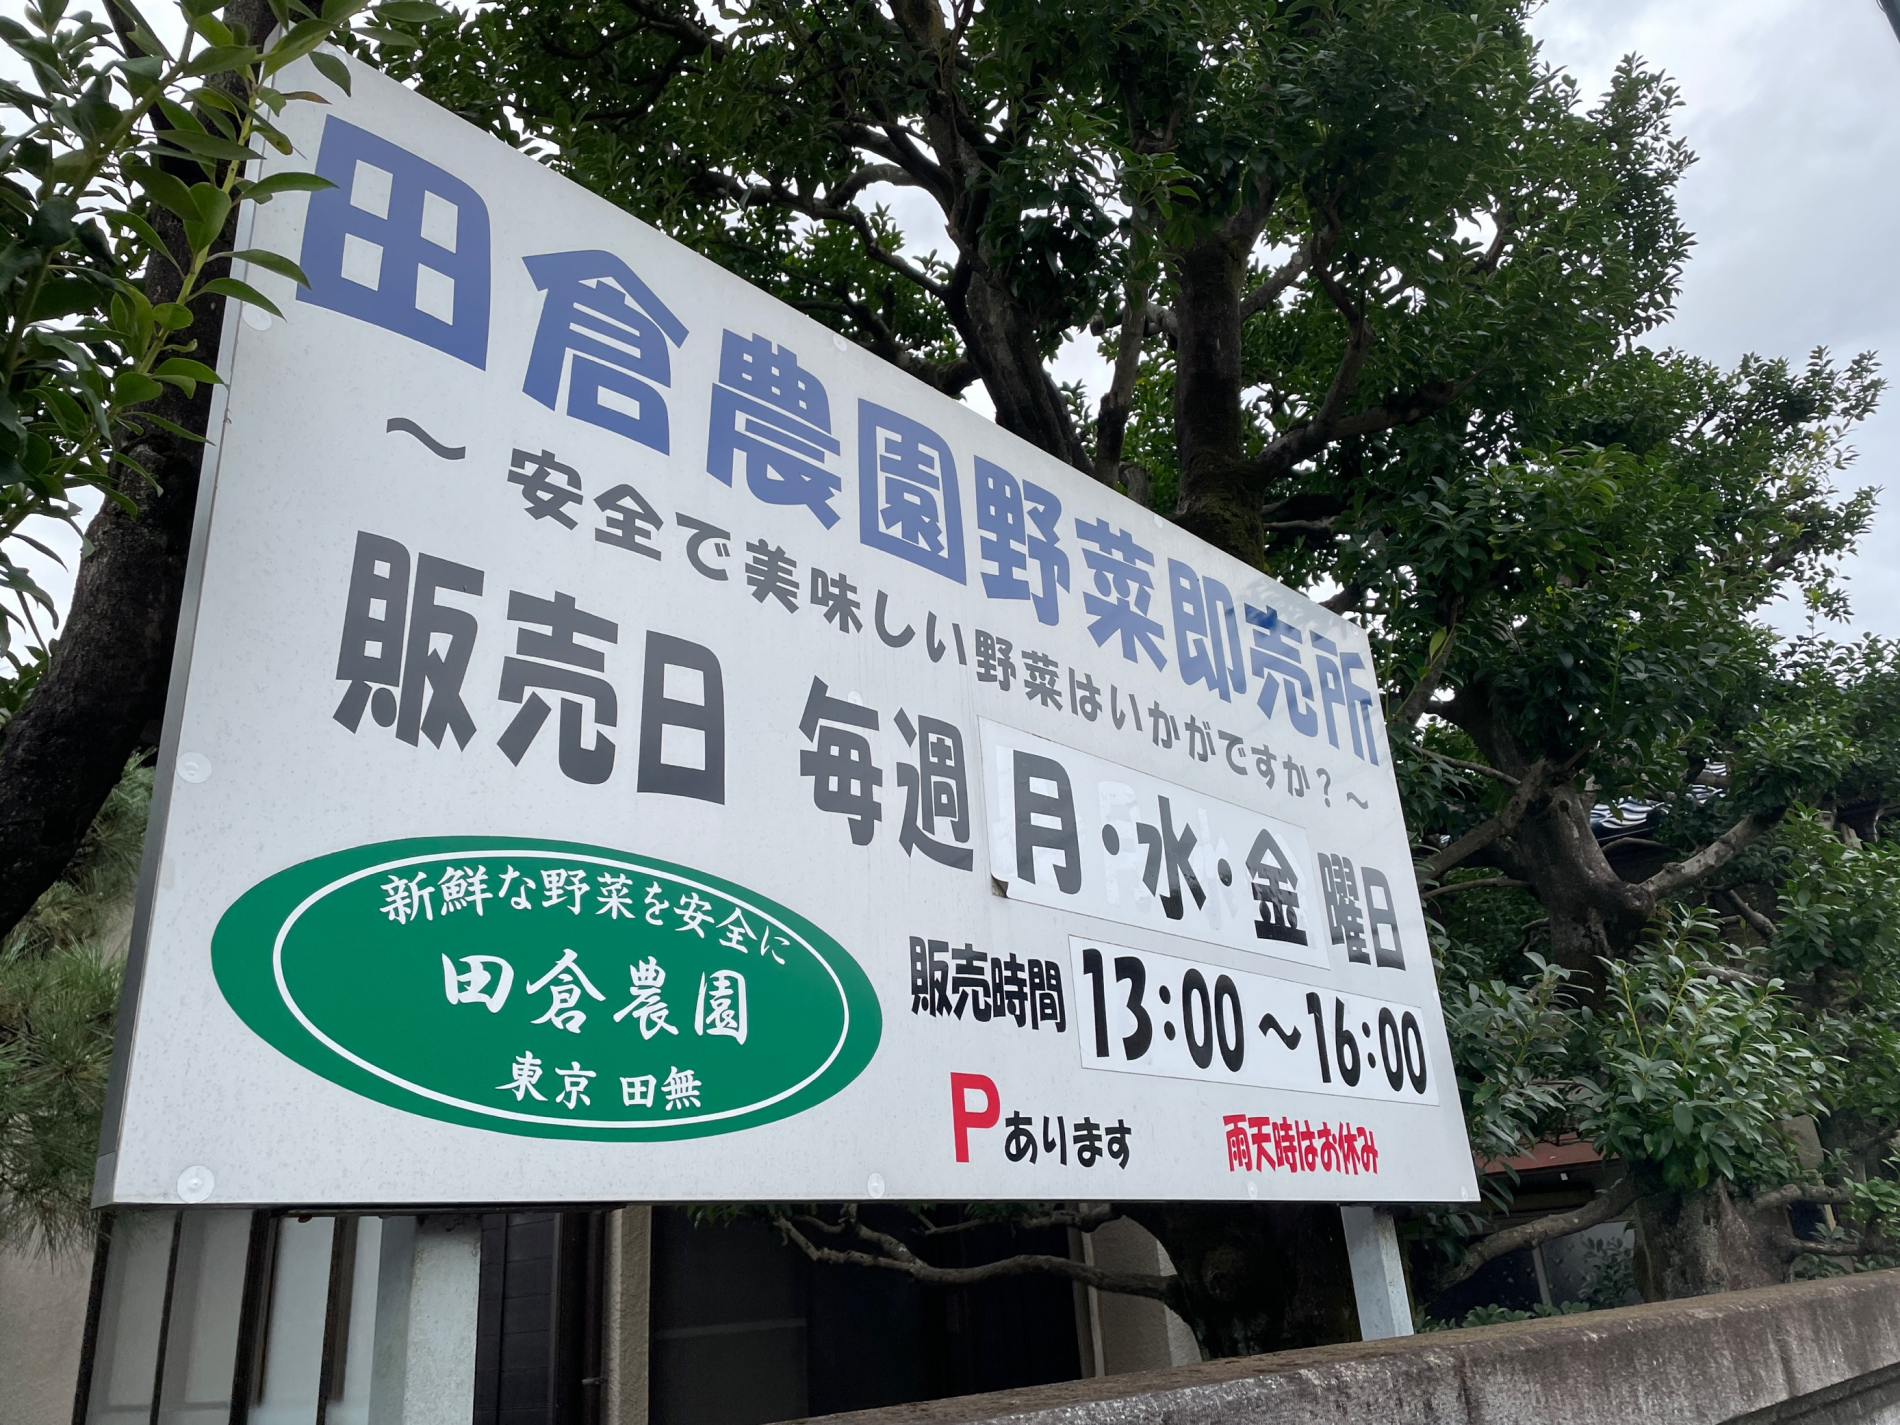 田倉農園野菜即売所
～安全で美味しい野菜はいかがですか？～
販売日 毎週月・水・金曜日
販売時間 13:00～16:00
Pあります
雨天時はお休み
新鮮な野菜を安全に
田倉農園
東京 田無